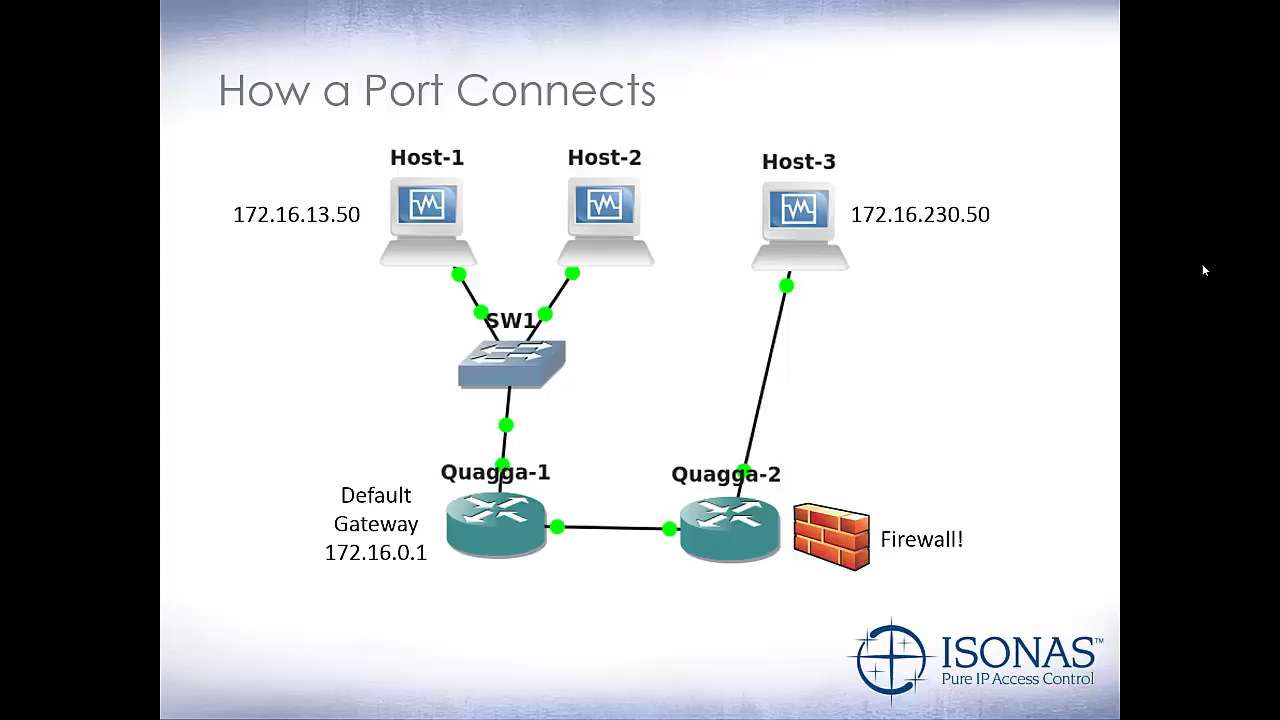 How a Port Connects
Host-1
Host-2
Host-3
172.16.13.50
172.16.230.50
SW1
Quagga-1
Quagga-2
Default
Gateway
172.16.0.1
Firewall!
ISONAS™
Pure IP Access Control